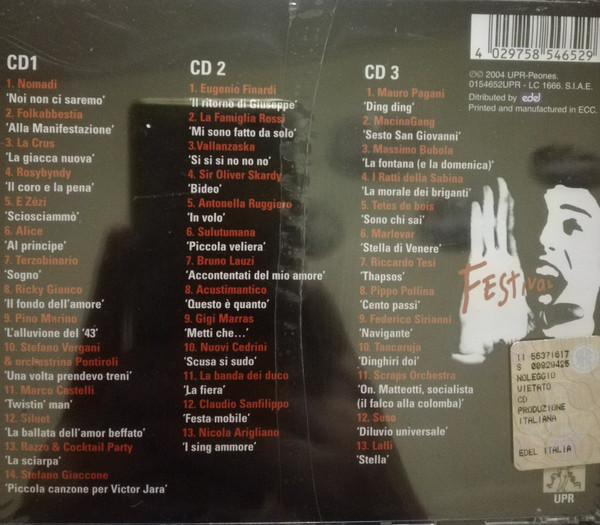 CD1
1. Nomadi
'Noi non ci saremo'
2. Folkabbestia
'Alla Manifestazione'
3. La Crus
'La giacca nuova'
4. Rosybyndy
'Il coro e la pena'
5. E Zézi
'Sciosciammò'
6. Alice
'Al principe'
7. Terzobinario
'Sogno'
8. Ricky Gianco
'Il fondo dell'amore'
9. Pino Marino
'L'alluvione del '43'
10. Stefano Vergani
& orchestrina Pontiroli
'Una volta prendevo treni'
11. Marco Castelli
'Twistin' man'
12. Siluet
'La ballata dell'amor beffato'
13. Razzo & Cocktail Party
'La sciarpa'
14. Stefano Giaccone
'Piccola canzone per Victor Jara'
CD 2
1. Eugenio Finardi
'Il ritorno di Giuseppe'
2. La Famiglia Rossi
'Mi sono fatto da solo'
3.Vallanzaska
'Si si si no no no'
4. Sir Oliver Skardy
'Bideo'
5. Antonella Ruggiero
'In volo'
6. Sulutumana
'Piccola veliera'
7. Bruno Lauzi
'Accontentati del mio amore'
8. Acustimantico
'Questo è quanto'
9. Gigi Marras
'Metti che...'
10. Nuovi Cedrini
'Scusa si sudo'
11. La banda dei duco
'La fiera'
12. Claudio Sanfilippo
'Festa mobile'
13. Nicola Arigliano
'I sing ammore'
CD 3
1. Mauro Pagani
'Ding ding'
2. MacinaGang
'Sesto San Giovanni'
3. Massimo Bubola
'La fontana (e la domenica)'
4. I Ratti della Sabina
'La morale dei briganti'
5. Tetes de bois
'Sono chi sai'
6. Marlevar
'Stella di Venere'
7. Riccardo Tesi
'Thapsos'
8. Pippo Pollina
'Cento passi'
9. Federico Sirianni
'Navigante'
10. Tancaruja
'Dinghiri doi'
11. Scraps Orchestra
'On. Matteotti, socialista
(il falco alla colomba)'
12. Suso
'Diluvio universale'
13. Lalli
'Stella'
4 029758 546529
℗© 2004 UPR-Peones.
0154652UPR - LC 1666. S.I.A.E.
Ditributed by edel
Printed and manufactured in ECC.
FESTIVAL
II 55371617
S 00929425
NOLEGGIO
VIETATO
CD
PRODUZIONE
ITALIANA
EDEL ITALIA
UPR